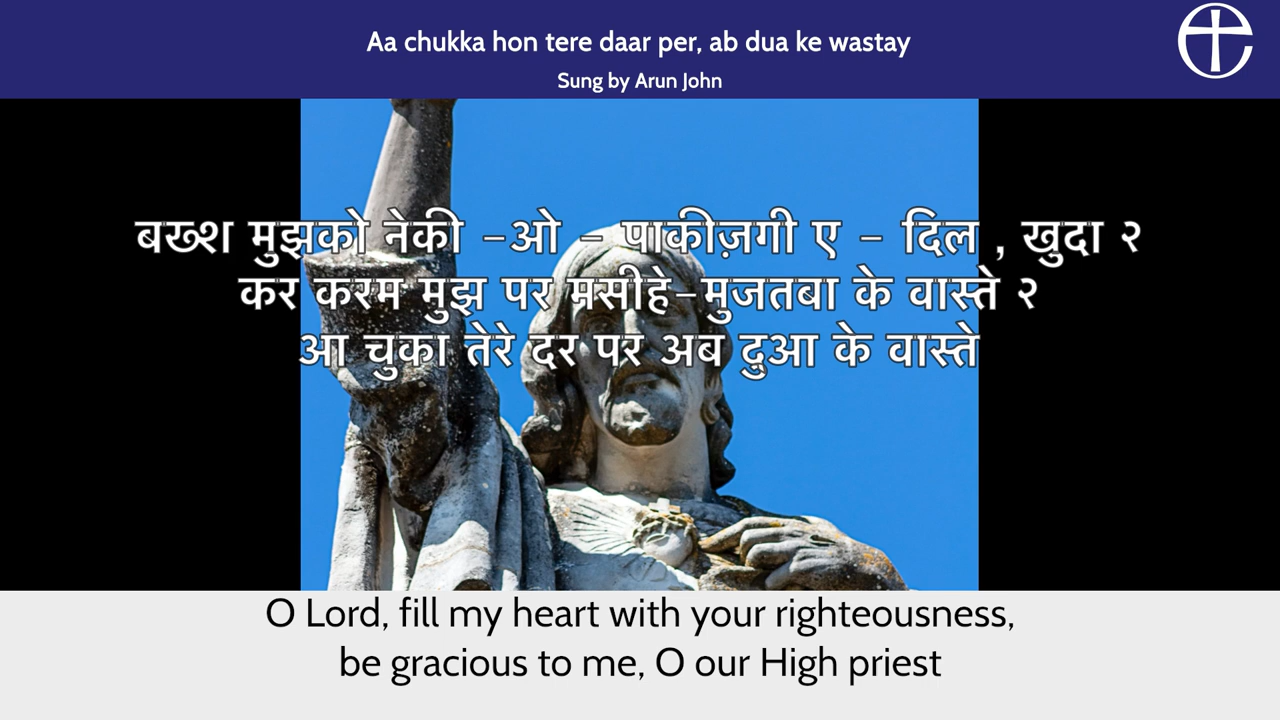 Aa chukka hon tere daar per, ab dua ke wastay
Sung by Arun John
बख्श मुझको नेकी -ओ - पाकीज़गी ए - दिल , खुदा २
कर करम मुझ पर मसीहे-मुजतबा के वास्ते २
आ चुका तेरे दर पर अब दुआ के वास्ते
O Lord, fill my heart with your righteousness,
be gracious to me, O our High priest